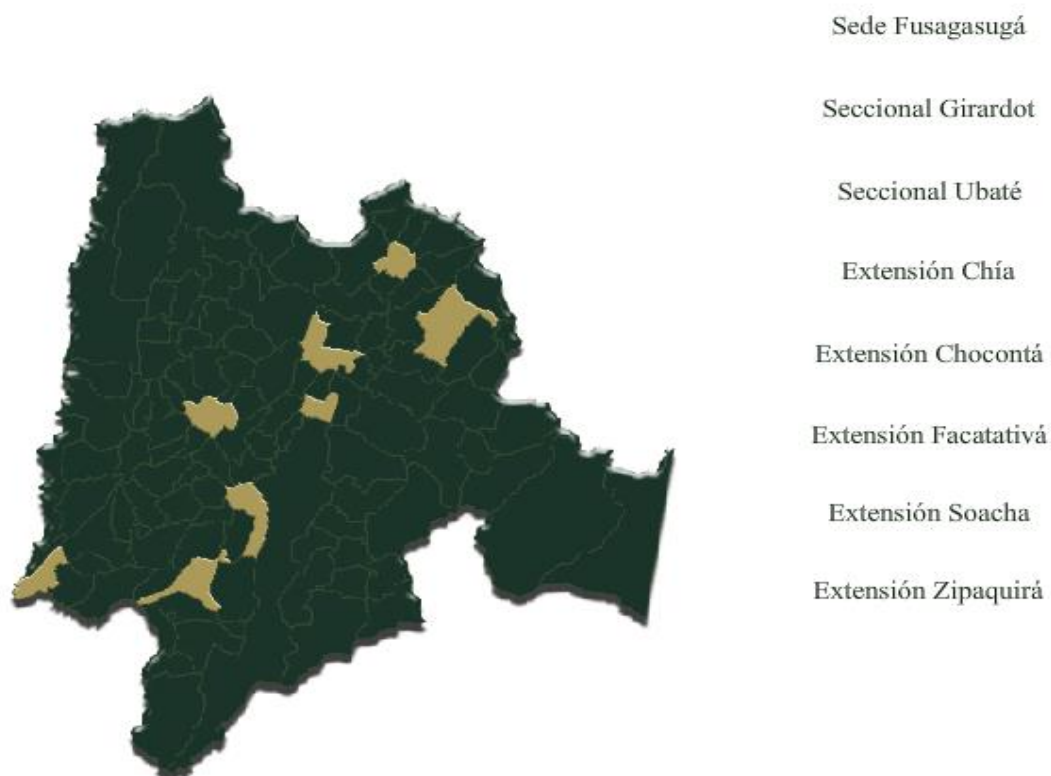 Sede Fusagasugá
Seccional Girardot
Seccional Ubaté
Extensión Chía
Extensión Chocontá
Extensión Facatativá
Extensión Soacha
Extensión Zipaquirá